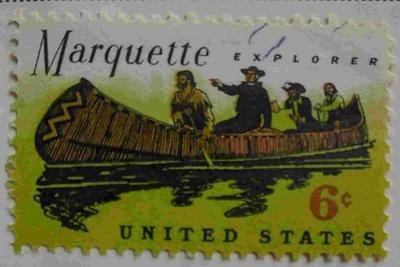 Marquette
EXPLORER
6¢
UNITED STATES